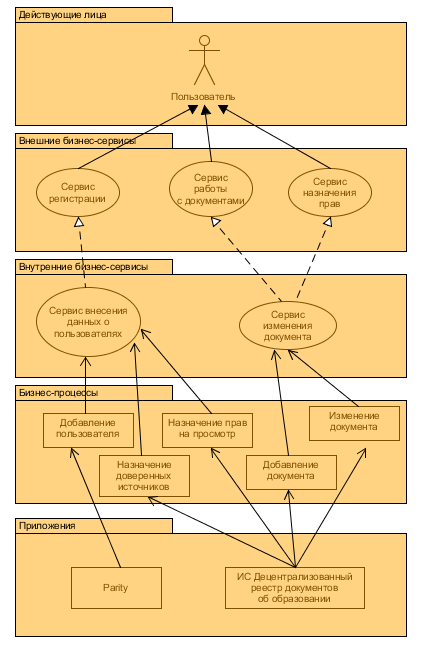 Действующие лица
Пользователь
Внешние бизнес-сервисы
Сервис
регистрации
Сервис
работы
с документами
Сервис
назначения
прав
Внутренние бизнес-сервисы
Сервис внесения
данных о
пользователях
Сервис
изменения
документа
Бизнес-процессы
Добавление
пользователя
Назначение прав
на просмотр
Изменение
документа
Назначение
доверенных
источников
Добавление
документа
Приложения
Parity
ИС Децентрализованный
реестр документов
об образовании